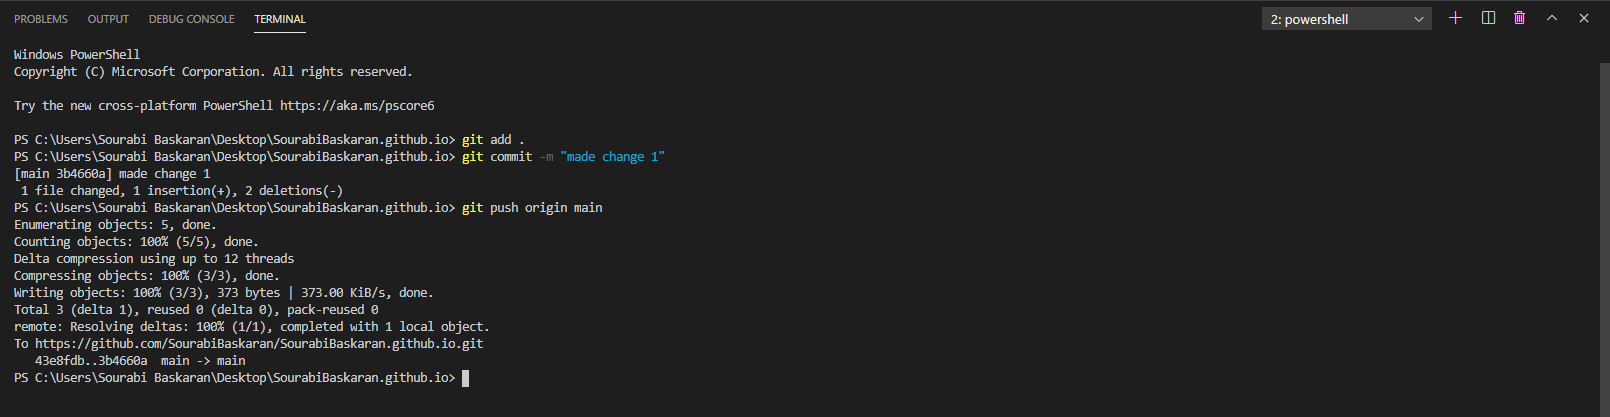 PROBLEMS OUTPUT DEBUG CONSOLE TERMINAL 2: powershell
Windows PowerShell
Copyright (C) Microsoft Corporation. All rights reserved.
Try the new cross-platform PowerShell https://aka.ms/pscore6
PS C:\Users\Sourabi Baskaran\Desktop\SourabiBaskaran.github.io> git add .
PS C:\Users\Sourabi Baskaran\Desktop\SourabiBaskaran.github.io> git commit -m "made change 1"
[main 3b4660a] made change 1
 1 file changed, 1 insertion(+), 2 deletions(-)
PS C:\Users\Sourabi Baskaran\Desktop\SourabiBaskaran.github.io> git push origin main
Enumerating objects: 5, done.
Counting objects: 100% (5/5), done.
Delta compression using up to 12 threads
Compressing objects: 100% (3/3), done.
Writing objects: 100% (3/3), 373 bytes | 373.00 KiB/s, done.
Total 3 (delta 1), reused 0 (delta 0), pack-reused 0
remote: Resolving deltas: 100% (1/1), completed with 1 local object.
To https://github.com/SourabiBaskaran/SourabiBaskaran.github.io.git
   43e8fdb..3b4660a  main -> main
PS C:\Users\Sourabi Baskaran\Desktop\SourabiBaskaran.github.io>